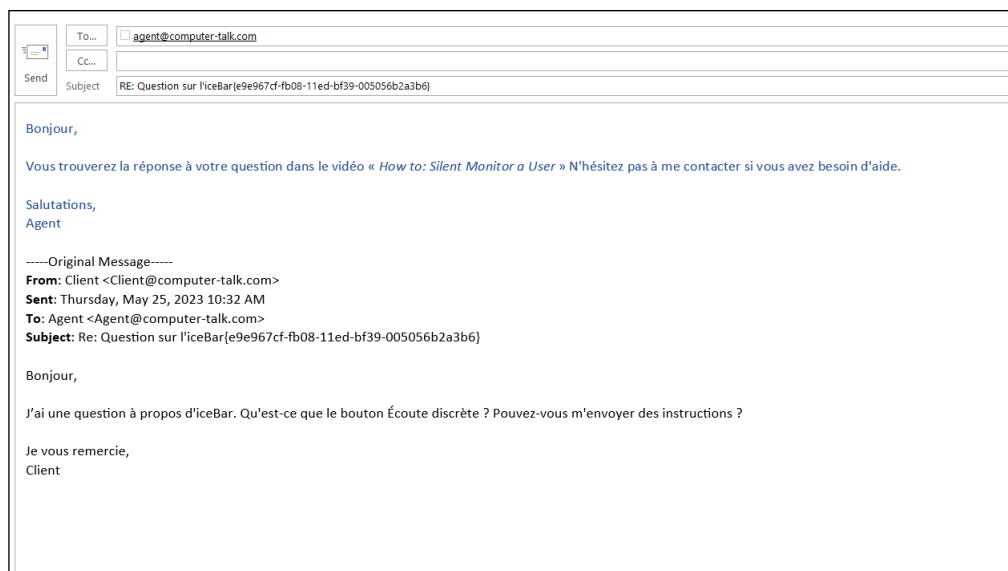 To...
agent@computer-talk.com
Cc...
Send
Subject
RE: Question sur l'iceBar{e9e967cf-fb08-11ed-bf39-005056b2a3b6}
Bonjour,
Vous trouverez la réponse à votre question dans le vidéo « How to: Silent Monitor a User » N'hésitez pas à me contacter si vous avez besoin d'aide.
Salutations,
Agent
-----Original Message-----
From: Client <Client@computer-talk.com>
Sent: Thursday, May 25, 2023 10:32 AM
To: Agent <Agent@computer-talk.com>
Subject: Re: Question sur l'iceBar{e9e967cf-fb08-11ed-bf39-005056b2a3b6}
Bonjour,
J'ai une question à propos d'iceBar. Qu'est-ce que le bouton Écoute discrète ? Pouvez-vous m'envoyer des instructions ?
Je vous remercie,
Client